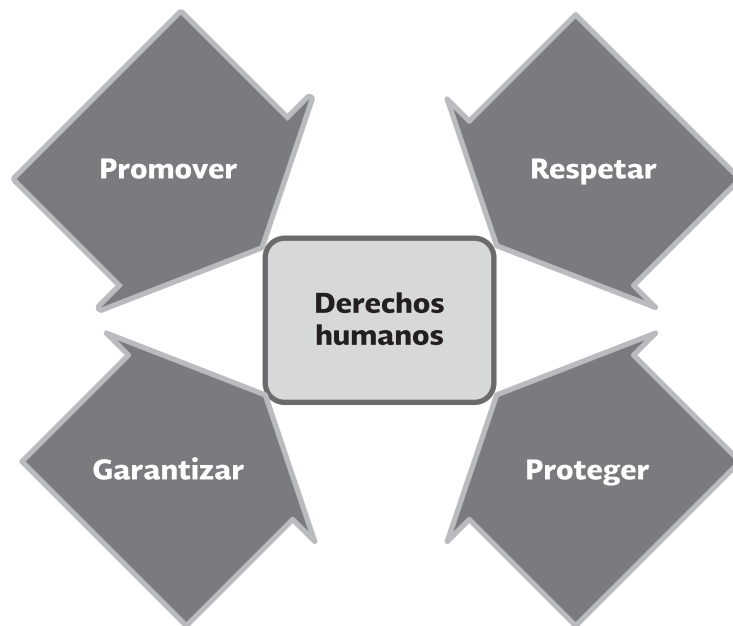 Promover
Respetar
Derechos
humanos
Garantizar
Proteger